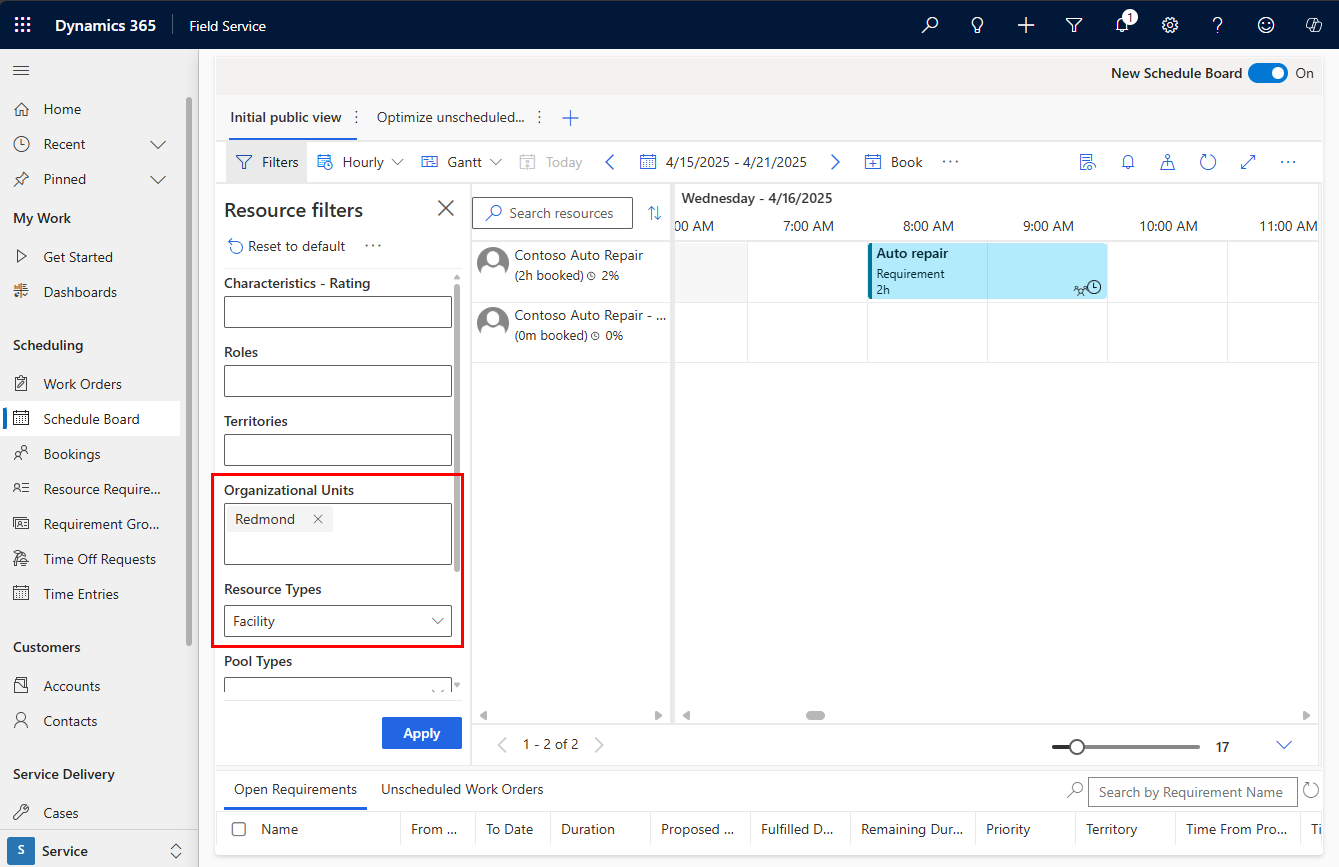 Dynamics 365
Field Service
1
New Schedule Board
On
Home
Recent
Pinned
My Work
Get Started
Dashboards
Scheduling
Work Orders
Schedule Board
Bookings
Resource Require...
Requirement Gro...
Time Off Requests
Time Entries
Customers
Accounts
Contacts
Service Delivery
Cases
S
Service
Initial public view
Optimize unscheduled...
Filters
Hourly
Gantt
Today
4/15/2025 - 4/21/2025
Book
Resource filters
Reset to default
Characteristics - Rating
Roles
Territories
Organizational Units
Redmond
Resource Types
Facility
Pool Types
Apply
Search resources
Contoso Auto Repair
(2h booked) 2%
Contoso Auto Repair - ...
(0m booked) 0%
1 - 2 of 2
Wednesday - 4/16/2025
00 AM 7:00 AM 8:00 AM 9:00 AM 10:00 AM 11:00 AM
Auto repair
Requirement
2h
17
Open Requirements
Unscheduled Work Orders
Search by Requirement Name
Name From ... To Date Duration Proposed ... Fulfilled D... Remaining Dur... Priority Territory Time From Pro... Ti